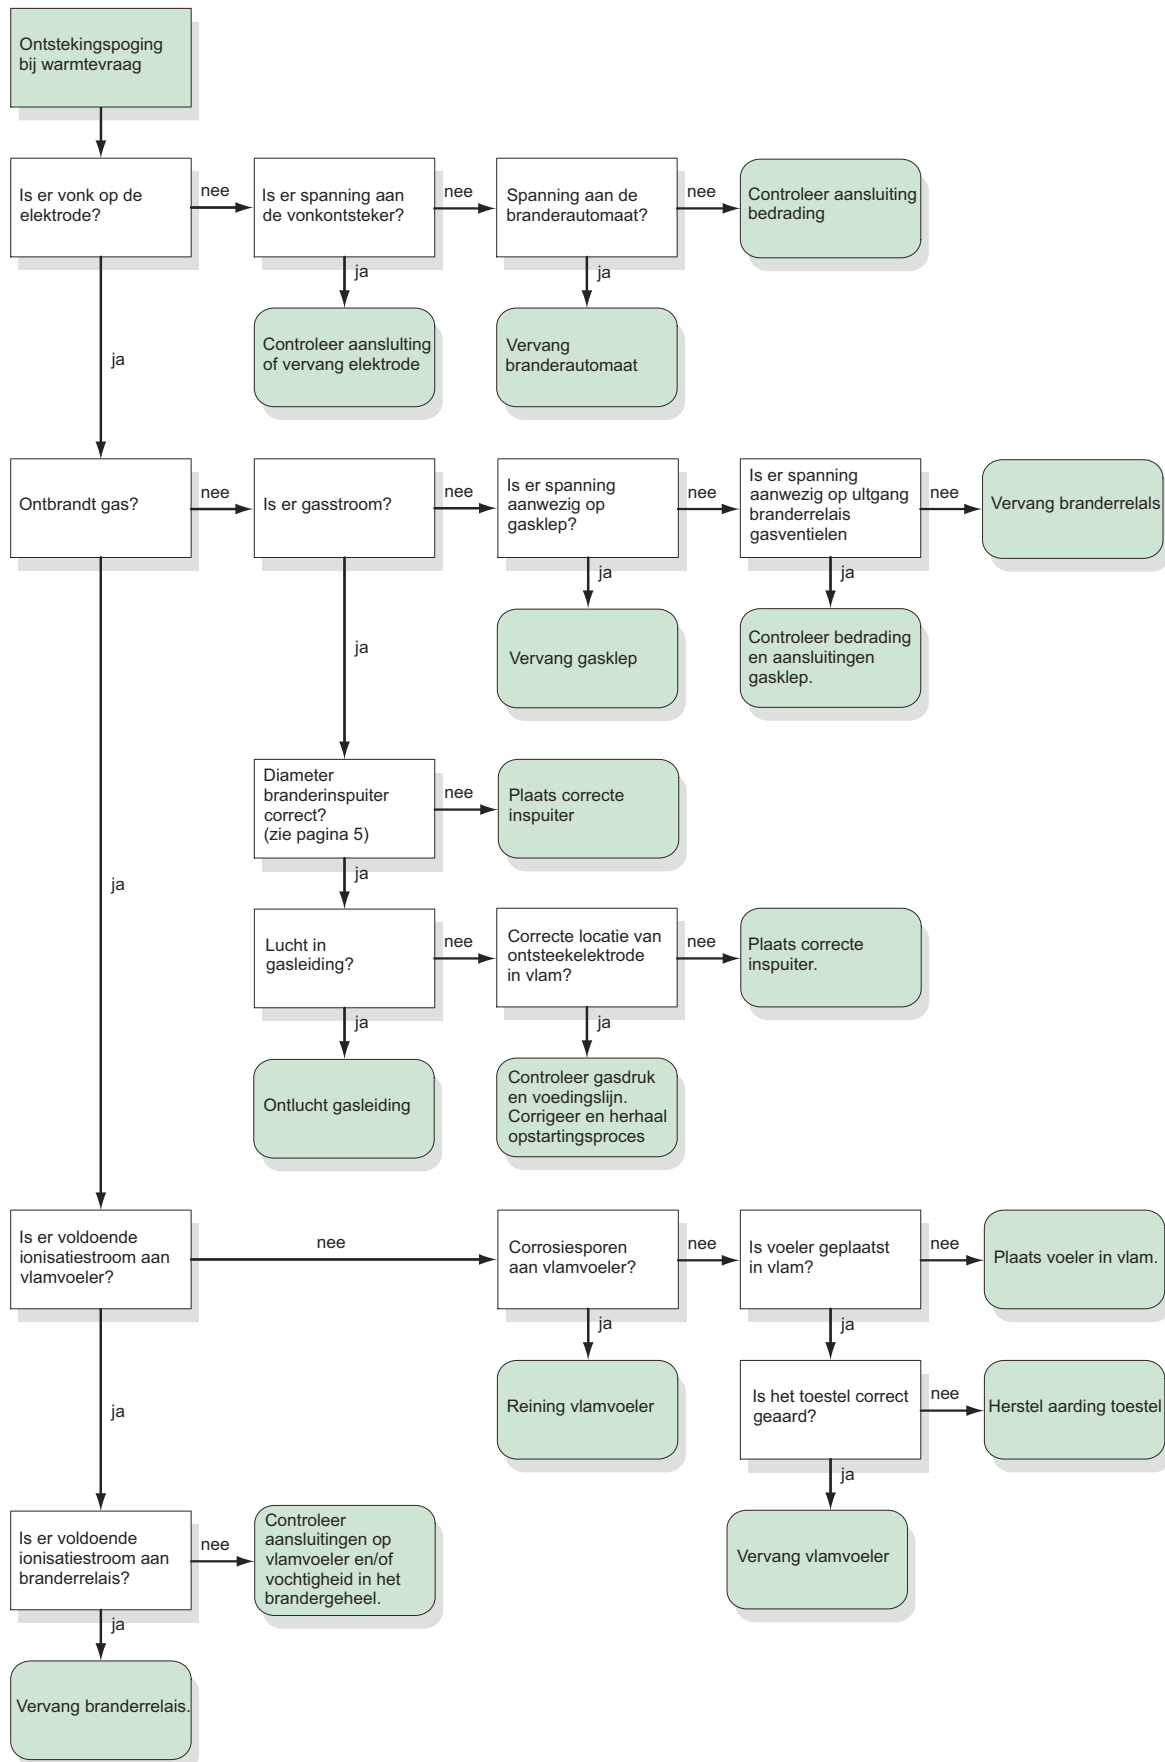 Ontstekingspoging
bij warmtevraag
Is er vonk op de
elektrode?
nee
Is er spanning aan
de vonkontsteker?
nee
Spanning aan de
branderautomaat?
nee
Controleer aansluiting
bedrading
ja
ja
ja
Controleer aanslulting
of vervang elektrode
Vervang
branderautomaat
Ontbrandt gas?
nee
Is er gasstroom?
nee
Is er spanning
aanwezig op
gasklep?
nee
Is er spanning
aanwezig op ultgang
branderrelais
gasventielen
nee
Vervang branderrelals
ja
ja
ja
ja
Vervang gasklep
Controleer bedrading
en aansluitingen
gasklep.
Diameter
branderinspuiter
correct?
(zie pagina 5)
nee
Plaats correcte
inspuiter
ja
Lucht in
gasleiding?
nee
Correcte locatie van
ontsteekelektrode
in vlam?
nee
Plaats correcte
inspuiter.
ja
ja
Ontlucht gasleiding
Controleer gasdruk
en voedingslijn.
Corrigeer en herhaal
opstartingsproces
Is er voldoende
ionisatiestroom aan
vlamvoeler?
nee
Corrosiesporen
aan vlamvoeler?
nee
Is voeler geplaatst
in vlam?
nee
Plaats voeler in vlam.
ja
ja
ja
Reining vlamvoeler
Is het toestel correct
geaard?
nee
Herstel aarding toestel
ja
Vervang vlamvoeler
Is er voldoende
ionisatiestroom aan
branderrelais?
nee
Controleer
aansluitingen op
vlamvoeler en/of
vochtigheid in het
brandergeheel.
ja
Vervang branderrelais.